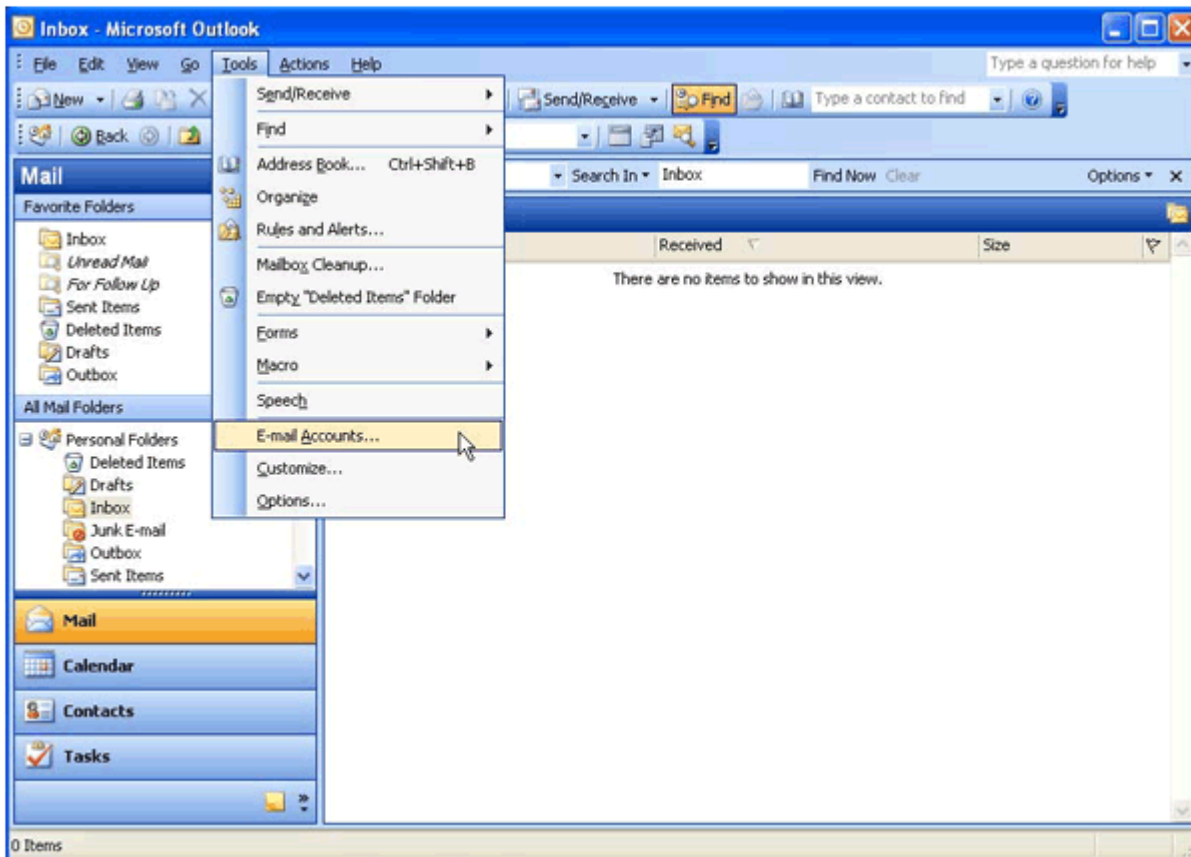 Inbox - Microsoft Outlook
File Edit View Go Tools Actions Help Type a question for help
New Send/Receive Find Type a contact to find
Back
Send/Receive
Find
Address Book... Ctrl+Shift+B
Organize
Rules and Alerts...
Mailbox Cleanup...
Empty "Deleted Items" Folder
Forms
Macro
Speech
E-mail Accounts...
Customize...
Options...
Mail
Search In Inbox Find Now Clear Options
Favorite Folders
Inbox
Unread Mail
For Follow Up
Sent Items
Deleted Items
Drafts
Outbox
Received Size
There are no items to show in this view.
All Mail Folders
Personal Folders
Deleted Items
Drafts
Inbox
Junk E-mail
Outbox
Sent Items
Mail
Calendar
Contacts
Tasks
0 Items